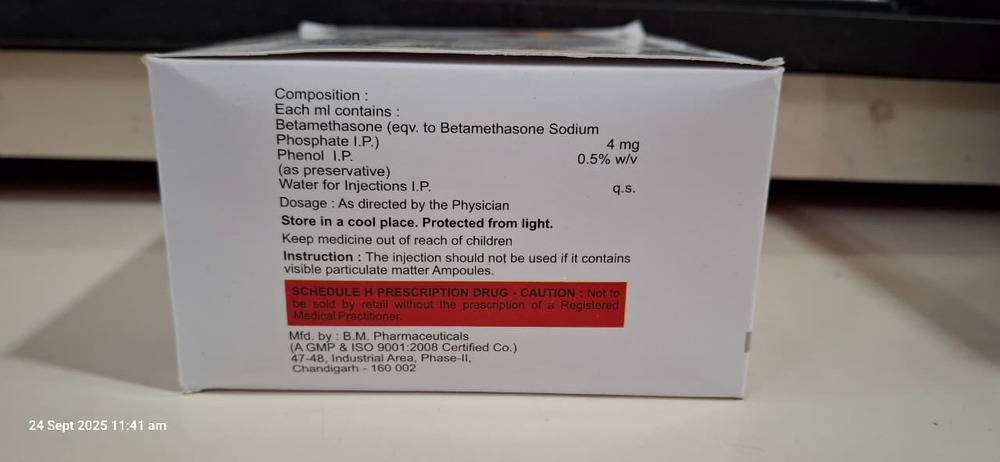 Composition :
Each ml contains :
Betamethasone (eqv. to Betamethasone Sodium
Phosphate I.P.) 4 mg
Phenol I.P. 0.5% w/v
(as preservative)
Water for Injections I.P. q.s.
Dosage : As directed by the Physician
Store in a cool place. Protected from light.
Keep medicine out of reach of children
Instruction : The injection should not be used if it contains
visible particulate matter Ampoules.
SCHEDULE H PRESCRIPTION DRUG - CAUTION : Not to
be sold by retail without the prescription of a Registered
Medical Practitioner.
Mfd. by : B.M. Pharmaceuticals
(A GMP & ISO 9001:2008 Certified Co.)
47-48, Industrial Area, Phase-II,
Chandigarh - 160 002
24 Sept 2025 11:41 am